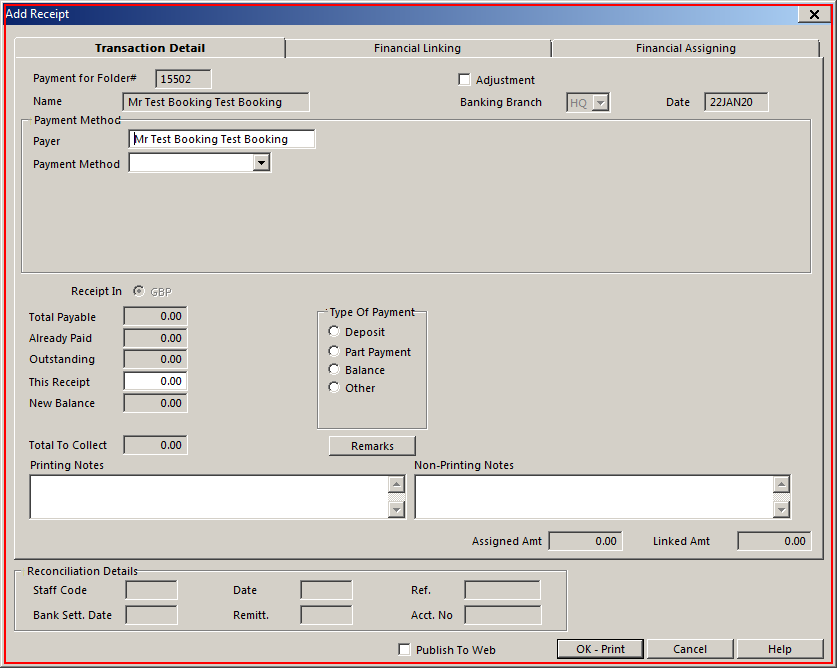 Add Receipt
Transaction Detail Financial Linking Financial Assigning
Payment for Folder# 15502 Adjustment
Name Mr Test Booking Test Booking Banking Branch HQ Date 22JAN20
Payment Method
Payer Mr Test Booking Test Booking
Payment Method
Receipt In GBP
Total Payable 0.00
Already Paid 0.00
Outstanding 0.00
This Receipt 0.00
New Balance 0.00
Total To Collect 0.00
Type Of Payment
Deposit
Part Payment
Balance
Other
Remarks
Printing Notes Non-Printing Notes
Assigned Amt 0.00 Linked Amt 0.00
Reconciliation Details
Staff Code Date Ref.
Bank Sett. Date Remitt. Acct. No
Publish To Web OK - Print Cancel Help